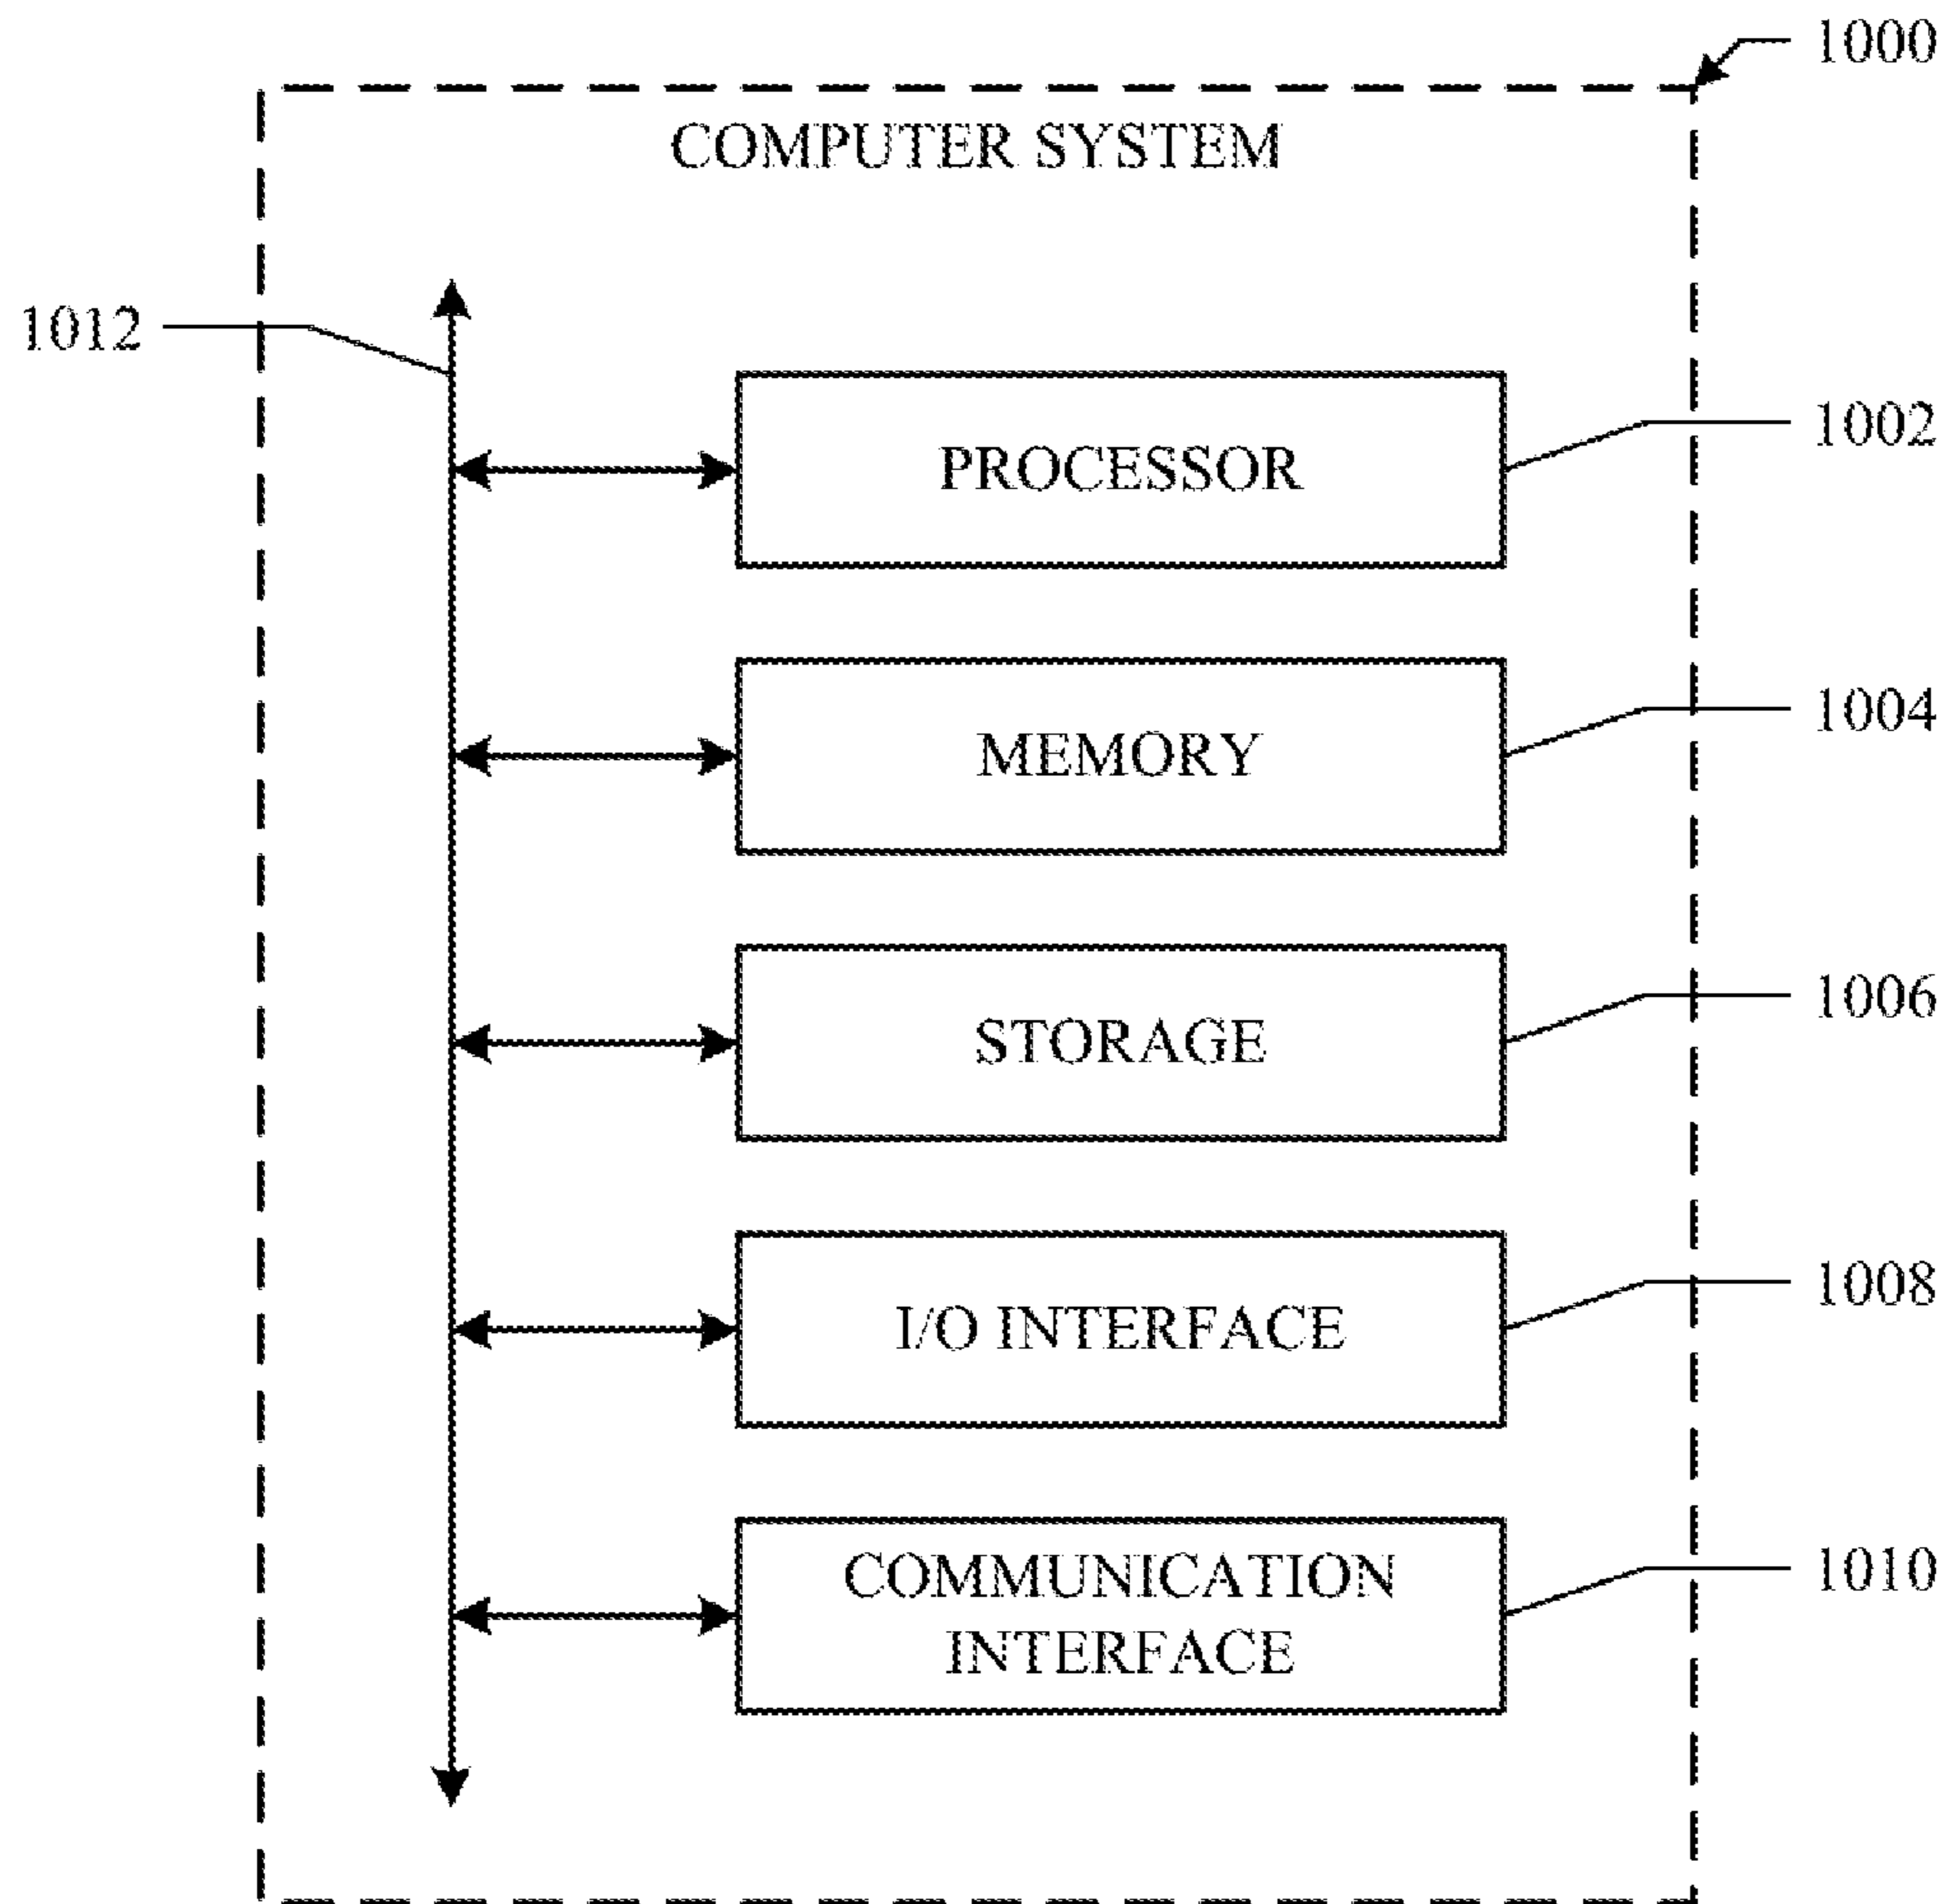 1000
COMPUTER SYSTEM
1012
1002
PROCESSOR
1004
MEMORY
1006
STORAGE
1008
I/O INTERFACE
1010
COMMUNICATION
INTERFACE